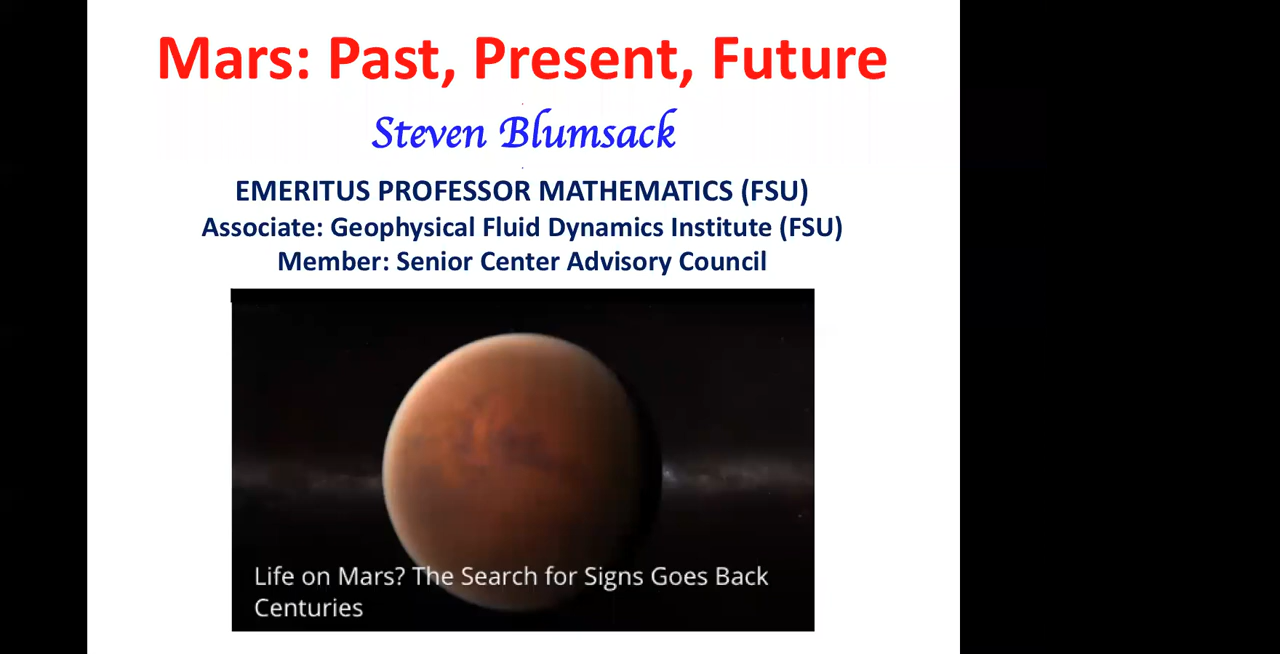 Mars: Past, Present, Future
Steven Blumsack
EMERITUS PROFESSOR MATHEMATICS (FSU)
Associate: Geophysical Fluid Dynamics Institute (FSU)
Member: Senior Center Advisory Council
Life on Mars? The Search for Signs Goes Back
Centuries